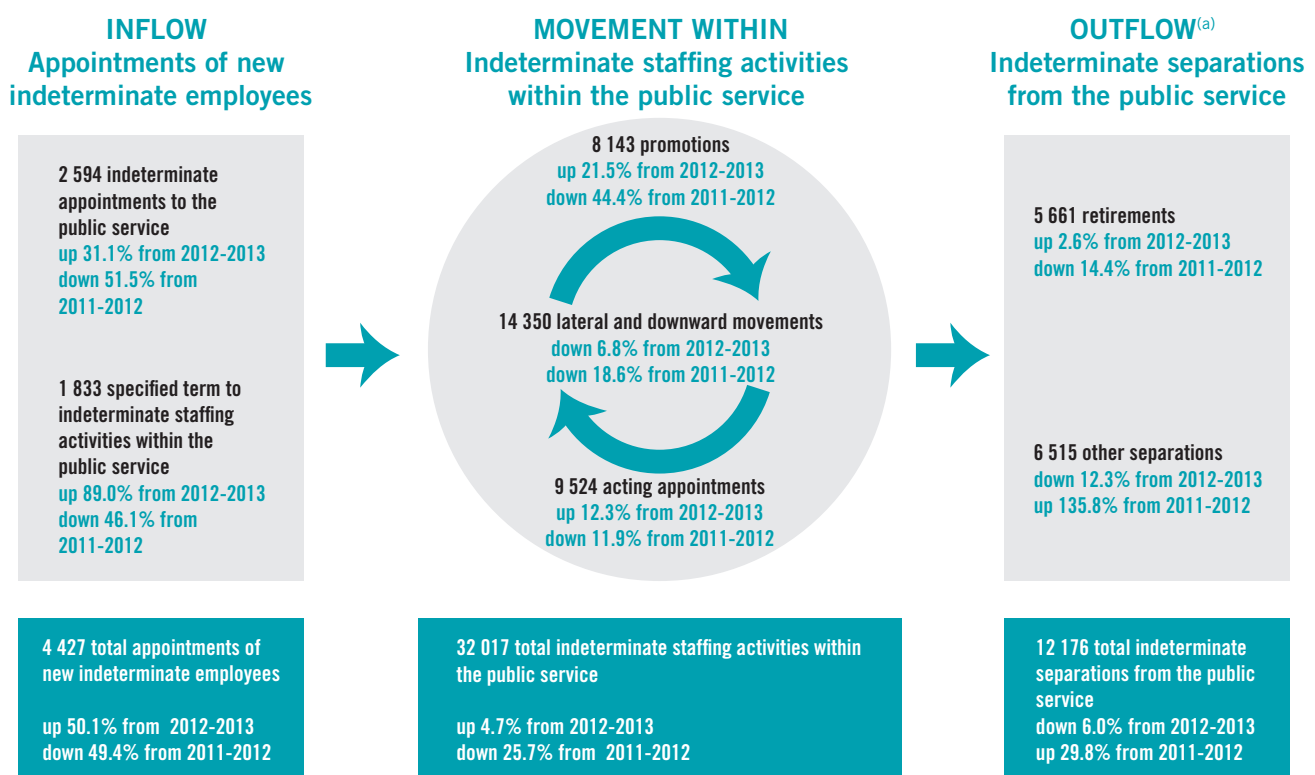 INFLOW
Appointments of new
indeterminate employees
2 594 indeterminate
appointments to the
public service
up 31.1% from 2012-2013
down 51.5% from
2011-2012
1 833 specified term to
indeterminate staffing
activities within the
public service
up 89.0% from 2012-2013
down 46.1% from
2011-2012
4 427 total appointments of
new indeterminate employees
up 50.1% from 2012-2013
down 49.4% from 2011-2012
MOVEMENT WITHIN
Indeterminate staffing activities
within the public service
8 143 promotions
up 21.5% from 2012-2013
down 44.4% from 2011-2012
14 350 lateral and downward movements
down 6.8% from 2012-2013
down 18.6% from 2011-2012
9 524 acting appointments
up 12.3% from 2012-2013
down 11.9% from 2011-2012
32 017 total indeterminate staffing activities within
the public service
up 4.7% from 2012-2013
down 25.7% from 2011-2012
OUTFLOW(a)
Indeterminate separations
from the public service
5 661 retirements
up 2.6% from 2012-2013
down 14.4% from 2011-2012
6 515 other separations
down 12.3% from 2012-2013
up 135.8% from 2011-2012
12 176 total indeterminate
separations from the public
service
down 6.0% from 2012-2013
up 29.8% from 2011-2012